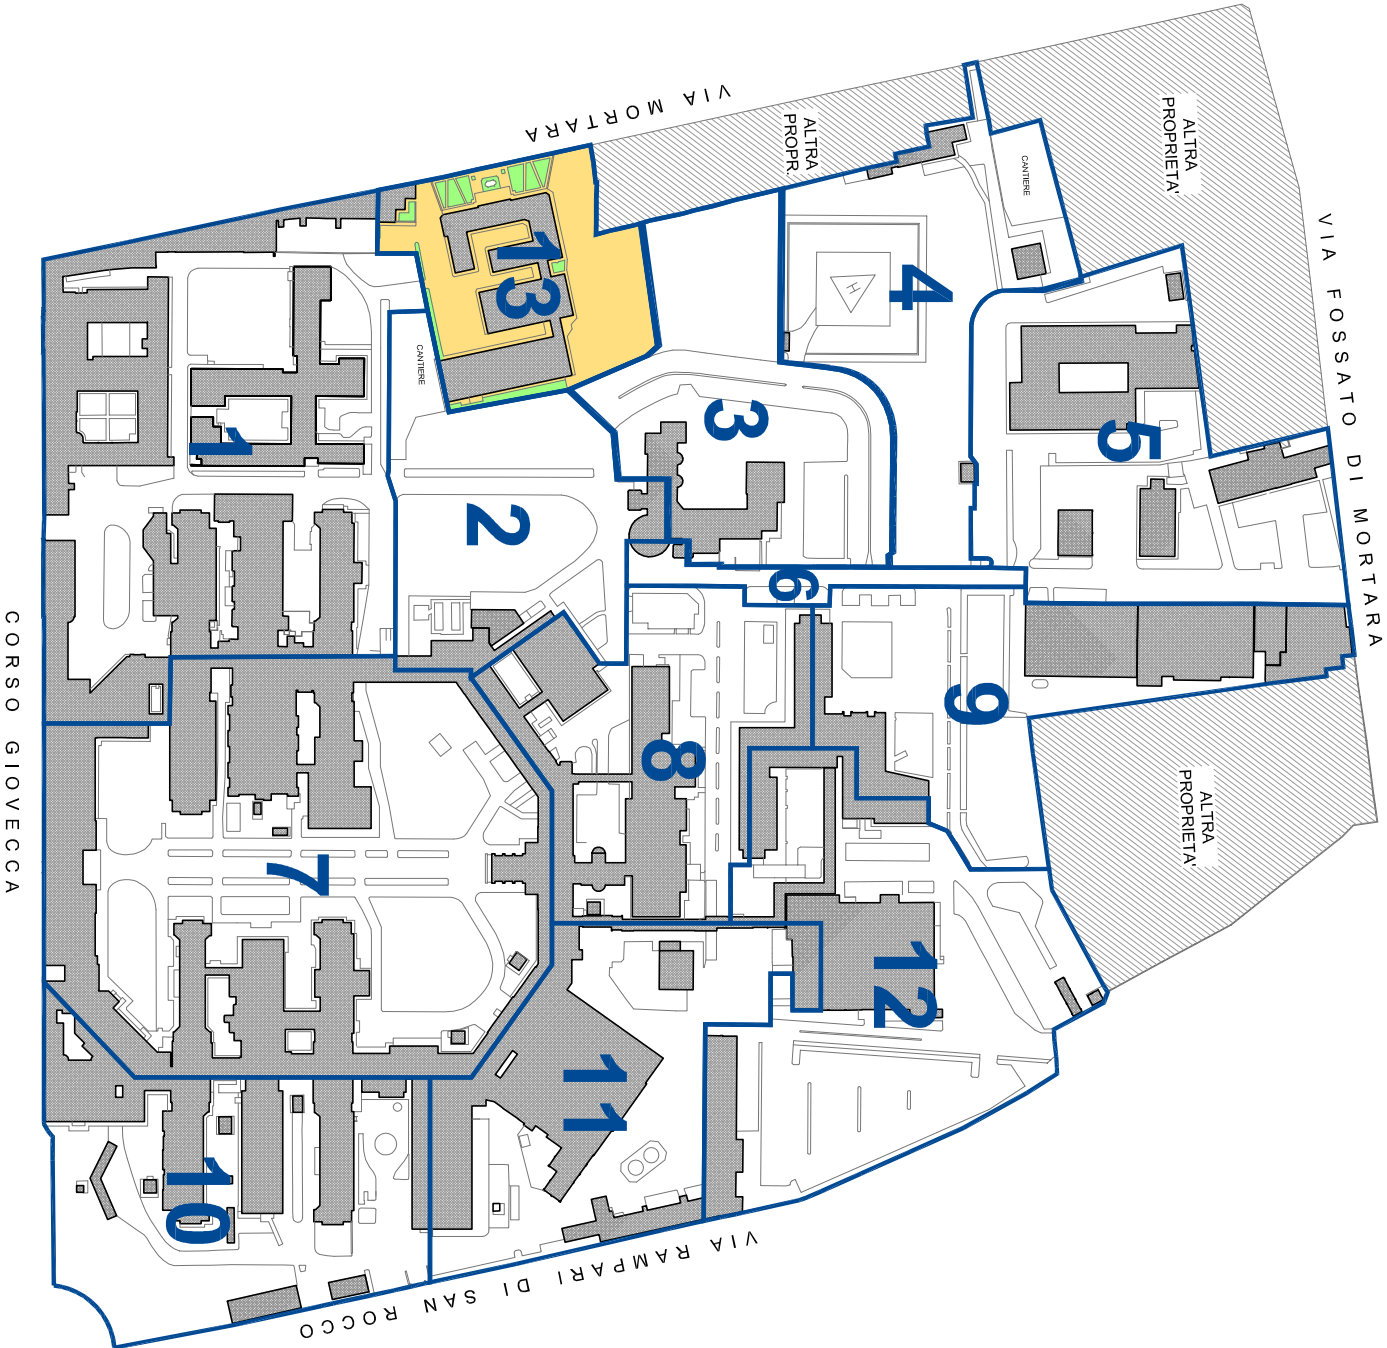 VIA MORTARA
ALTRA
PROPR.
ALTRA
PROPRIETA'
CANTIERE
VIA FOSSATO DI MORTARA
13
4
CANTIERE
3
5
1
2
6
9
8
ALTRA
PROPRIETA'
CORSO GIOVECCA
7
12
11
10
VIA RAMPARI DI SAN ROCCO
H